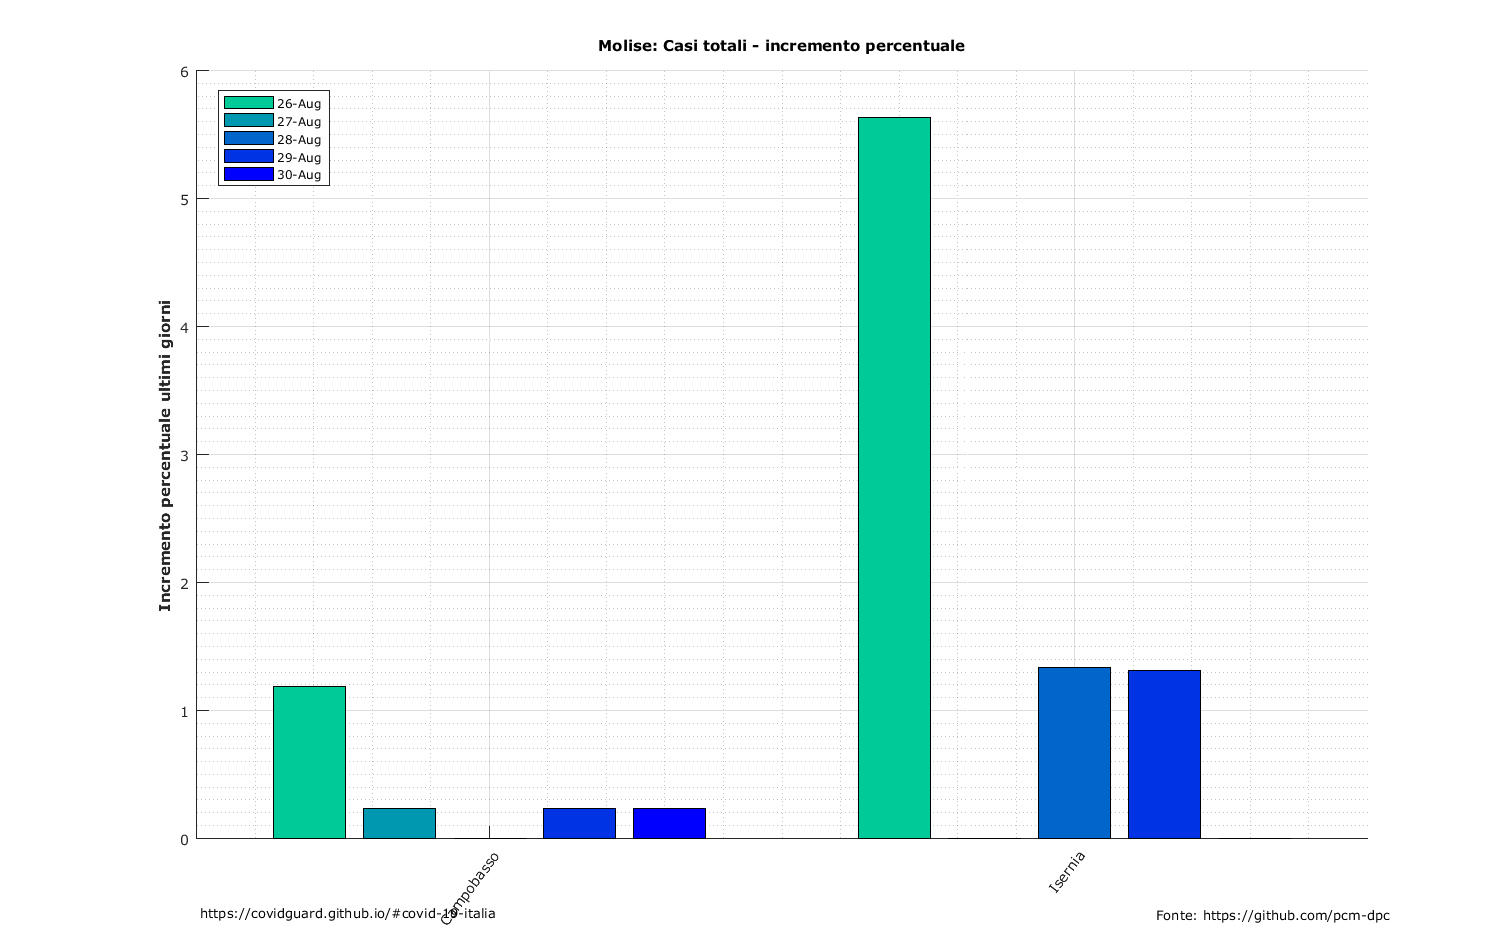 Molise: Casi totali - incremento percentuale
6
5
4
3
2
1
0
Incremento percentuale ultimi giorni
26-Aug
27-Aug
28-Aug
29-Aug
30-Aug
Campobasso
Isernia
https://covidguard.github.io/#covid-19-italia
Fonte: https://github.com/pcm-dpc